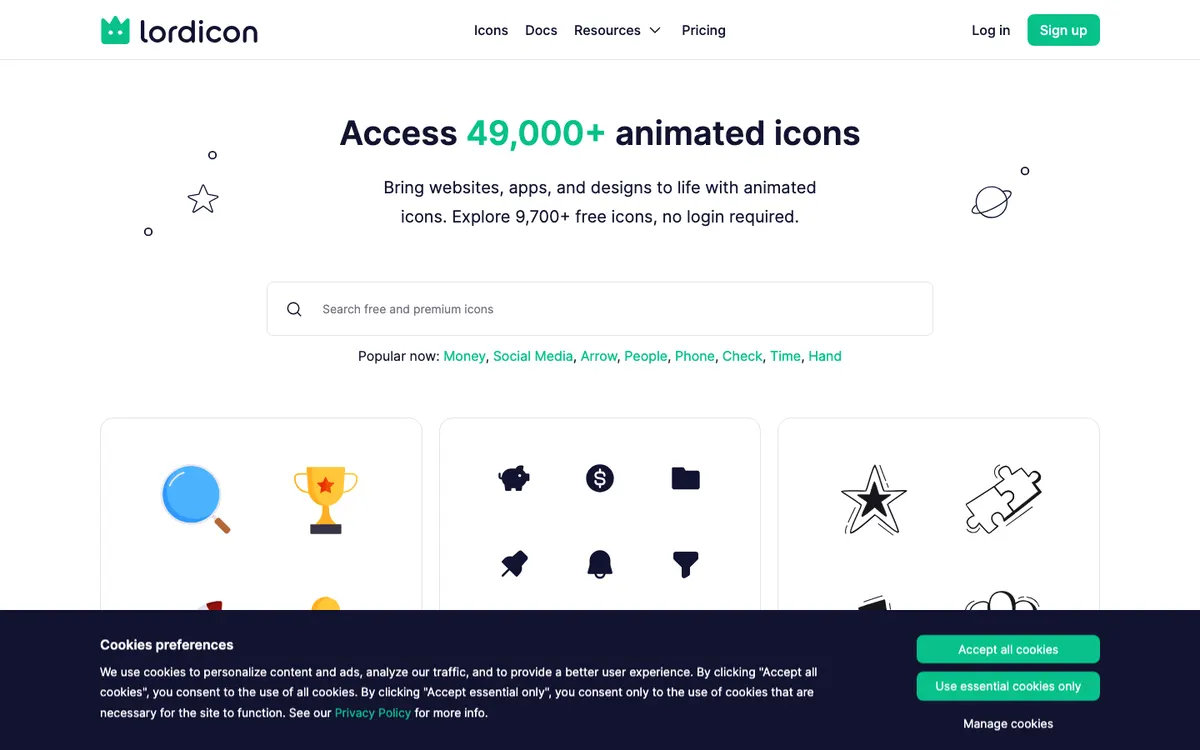 lordicon
Icons
Docs
Resources
Pricing
Log in
Sign up
Access 49,000+ animated icons
Bring websites, apps, and designs to life with animated
icons. Explore 9,700+ free icons, no login required.
Search free and premium icons
Popular now: Money, Social Media, Arrow, People, Phone, Check, Time, Hand
$
Cookies preferences
We use cookies to personalize content and ads, analyze our traffic, and to provide a better user experience. By clicking "Accept all
cookies", you consent to the use of all cookies. By clicking "Accept essential only", you consent only to the use of cookies that are
necessary for the site to function. See our Privacy Policy for more info.
Accept all cookies
Use essential cookies only
Manage cookies